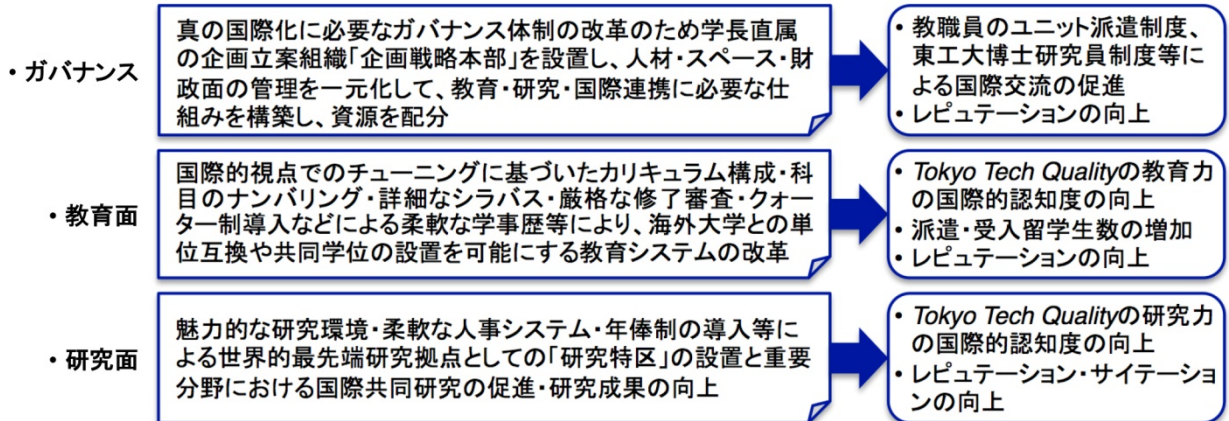 ・ガバナンス
真の国際化に必要なガバナンス体制の改革のため学長直属
の企画立案組織「企画戦略本部」を設置し、人材・スペース・財
政面の管理を一元化して、教育・研究・国際連携に必要な仕
組みを構築し、資源を配分
• 教職員のユニット派遣制度、
東工大博士研究員制度等に
よる国際交流の促進
• レピュテーションの向上
・教育面
国際的視点でのチューニングに基づいたカリキュラム構成・科
目のナンバリング・詳細なシラバス・厳格な修了審査・クォー
ター制導入などによる柔軟な学事歴等により、海外大学との単
位互換や共同学位の設置を可能にする教育システムの改革
• Tokyo Tech Qualityの教育力
の国際的認知度の向上
• 派遣・受入留学生数の増加
• レピュテーションの向上
・研究面
魅力的な研究環境・柔軟な人事システム・年俸制の導入等に
よる世界的最先端研究拠点としての「研究特区」の設置と重要
分野における国際共同研究の促進・研究成果の向上
• Tokyo Tech Qualityの研究力
の国際的認知度の向上
• レピュテーション・サイテーショ
ンの向上